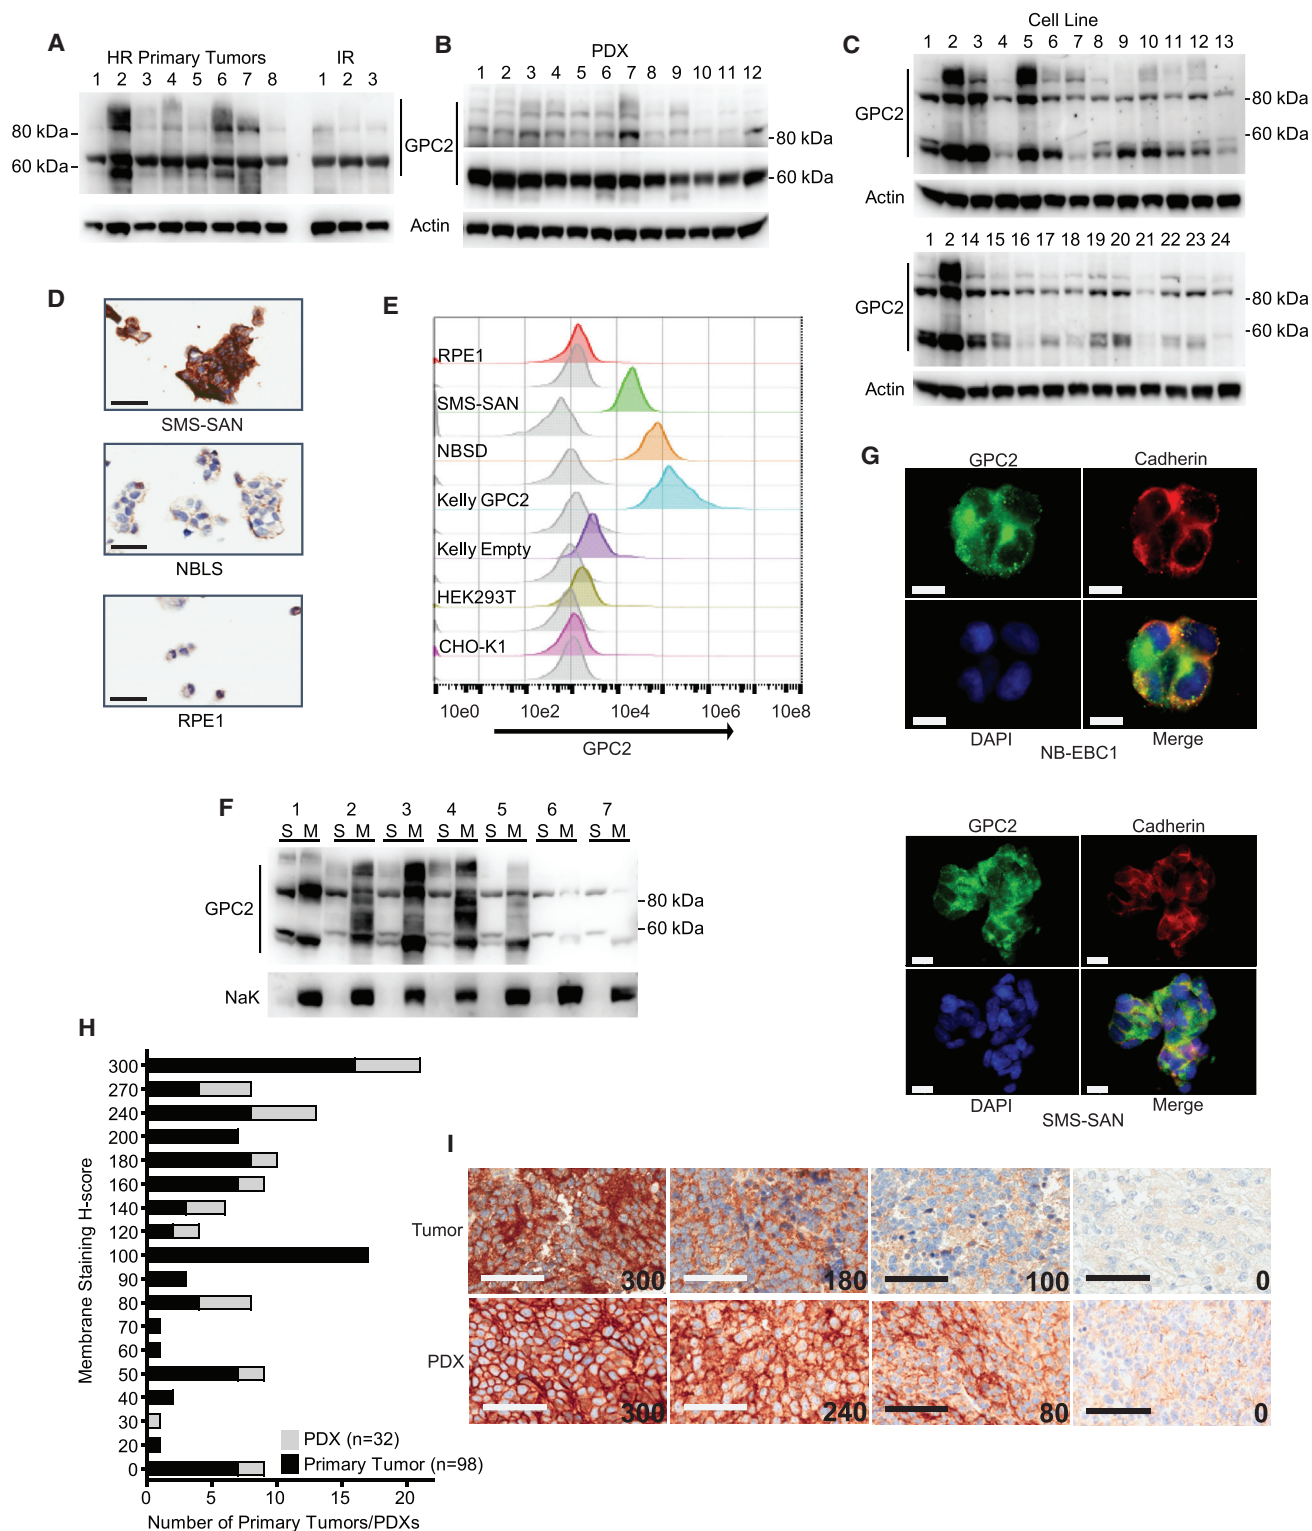 A
HR Primary Tumors
IR
1 2 3 4 5 6 7 8
1 2 3
80 kDa
60 kDa
GPC2
Actin
B
PDX
1 2 3 4 5 6 7 8 9 10 11 12
80 kDa
60 kDa
C
Cell Line
1 2 3 4 5 6 7 8 9 10 11 12 13
GPC2
80 kDa
60 kDa
Actin
1 2 14 15 16 17 18 19 20 21 22 23 24
GPC2
80 kDa
60 kDa
Actin
D
SMS-SAN
NBLS
RPE1
E
RPE1
SMS-SAN
NBSD
Kelly GPC2
Kelly Empty
HEK293T
CHO-K1
10e0 10e2 10e4 10e6 10e8
GPC2
F
1 2 3 4 5 6 7
S M S M S M S M S M S M S M
GPC2
80 kDa
60 kDa
NaK
G
GPC2 Cadherin
DAPI Merge
NB-EBC1
GPC2 Cadherin
DAPI Merge
SMS-SAN
H
Membrane Staining H-score
300
270
240
200
180
160
140
120
100
90
80
70
60
50
40
30
20
0
PDX (n=32)
Primary Tumor (n=98)
0 5 10 15 20
Number of Primary Tumors/PDXs
I
Tumor
300 180 100 0
PDX
300 240 80 0